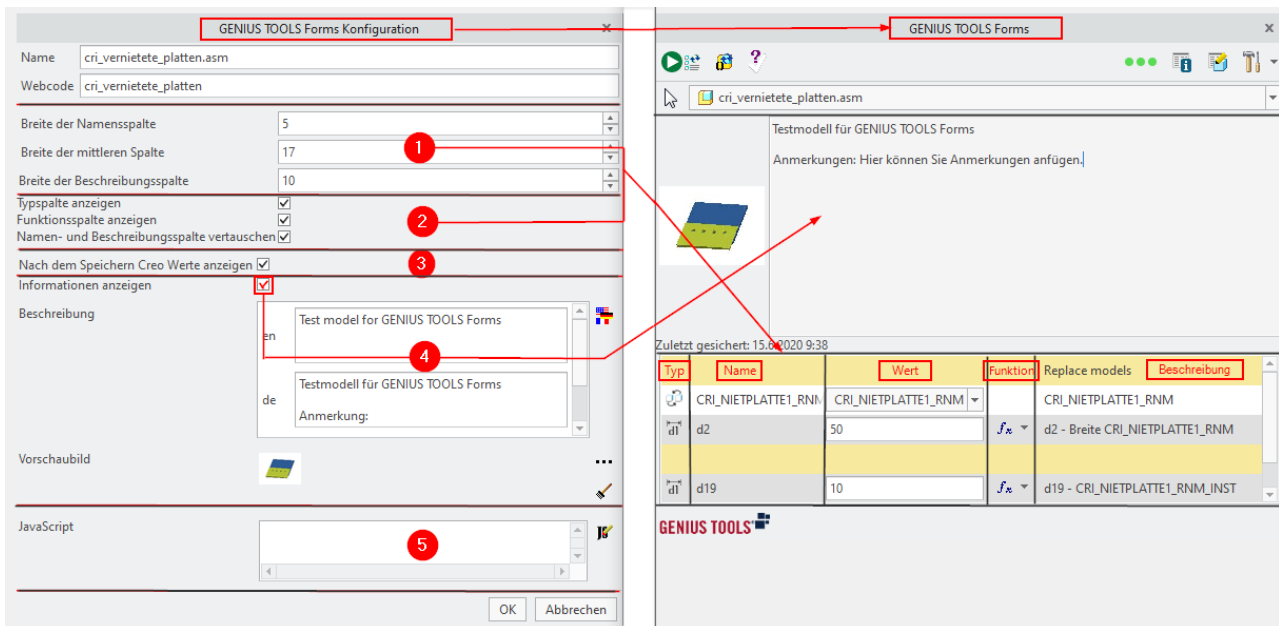 GENIUS TOOLS Forms Konfiguration
x
Name
cri_vernietete_platten.asm
Webcode
cri_vernietete_platten
Breite der Namensspalte
5
Breite der mittleren Spalte
17
1
Breite der Beschreibungsspalte
10
Typspalte anzeigen
Funktionsspalte anzeigen
2
Namen- und Beschreibungsspalte vertauschen
Nach dem Speichern Creo Werte anzeigen
3
Informationen anzeigen
Beschreibung
en
Test model for GENIUS TOOLS Forms
4
de
Testmodell für GENIUS TOOLS Forms
Anmerkung:
Vorschaubild
JavaScript
5
OK
Abbrechen
GENIUS TOOLS Forms
x
cri_vernietete_platten.asm
Testmodell für GENIUS TOOLS Forms
Anmerkungen: Hier können Sie Anmerkungen anfügen.
Zuletzt gesichert: 15.6.2020 9:38
Typ Name Wert Funktion Replace models Beschreibung
CRI_NIETPLATTE1_RNM CRI_NIETPLATTE1_RNM CRI_NIETPLATTE1_RNM
d1 d2 50 fx d2 - Breite CRI_NIETPLATTE1_RNM
d1 d19 10 fx d19 - CRI_NIETPLATTE1_RNM_INST
GENIUS TOOLS